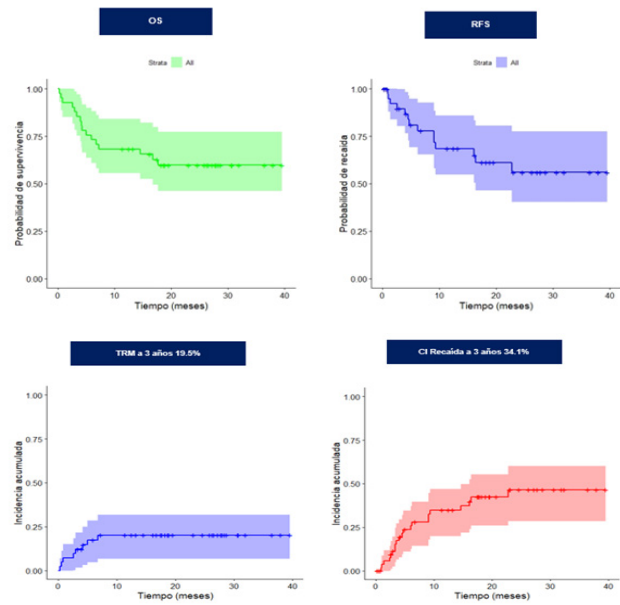 OS
Strata All
1.00
0.75
0.50
0.25
0.00
Probabilidad de supervivencia
0 10 20 30 40
Tiempo (meses)
RFS
Strata All
1.00
0.75
0.50
0.25
0.00
Probabilidad de recaída
0 10 20 30 40
Tiempo (meses)
TRM a 3 años 19.5%
1.00
0.75
0.50
0.25
0.00
Incidencia acumulada
0 10 20 30 40
Tiempo (meses)
CI Recaida a 3 años 34.1%
1.00
0.75
0.50
0.25
0.00
Incidencia acumulada
0 10 20 30 40
Tiempo (meses)